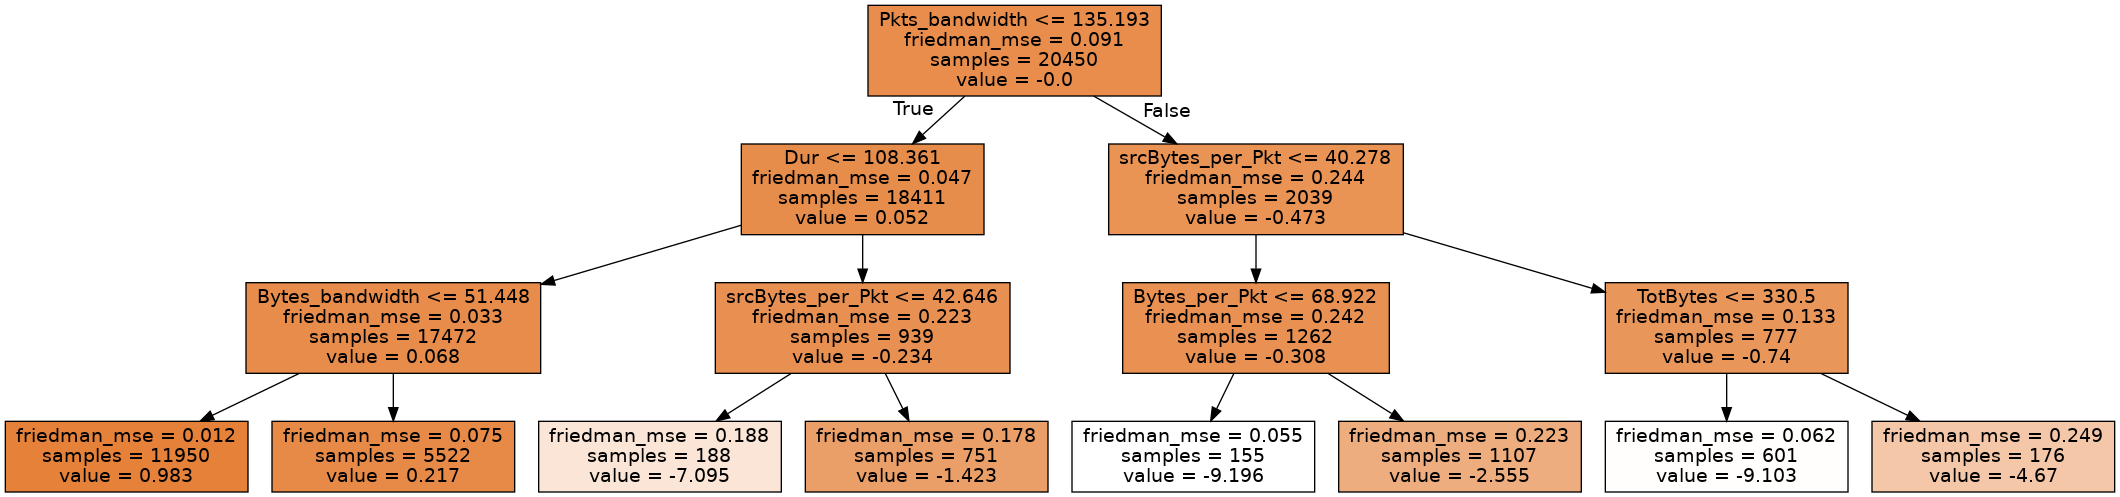 Pkts_bandwidth <= 135.193
friedman_mse = 0.091
samples = 20450
value = -0.0
True
False
Dur <= 108.361
friedman_mse = 0.047
samples = 18411
value = 0.052
srcBytes_per_Pkt <= 40.278
friedman_mse = 0.244
samples = 2039
value = -0.473
Bytes_bandwidth <= 51.448
friedman_mse = 0.033
samples = 17472
value = 0.068
srcBytes_per_Pkt <= 42.646
friedman_mse = 0.223
samples = 939
value = -0.234
Bytes_per_Pkt <= 68.922
friedman_mse = 0.242
samples = 1262
value = -0.308
TotBytes <= 330.5
friedman_mse = 0.133
samples = 777
value = -0.74
friedman_mse = 0.012
samples = 11950
value = 0.983
friedman_mse = 0.075
samples = 5522
value = 0.217
friedman_mse = 0.188
samples = 188
value = -7.095
friedman_mse = 0.178
samples = 751
value = -1.423
friedman_mse = 0.055
samples = 155
value = -9.196
friedman_mse = 0.223
samples = 1107
value = -2.555
friedman_mse = 0.062
samples = 601
value = -9.103
friedman_mse = 0.249
samples = 176
value = -4.67